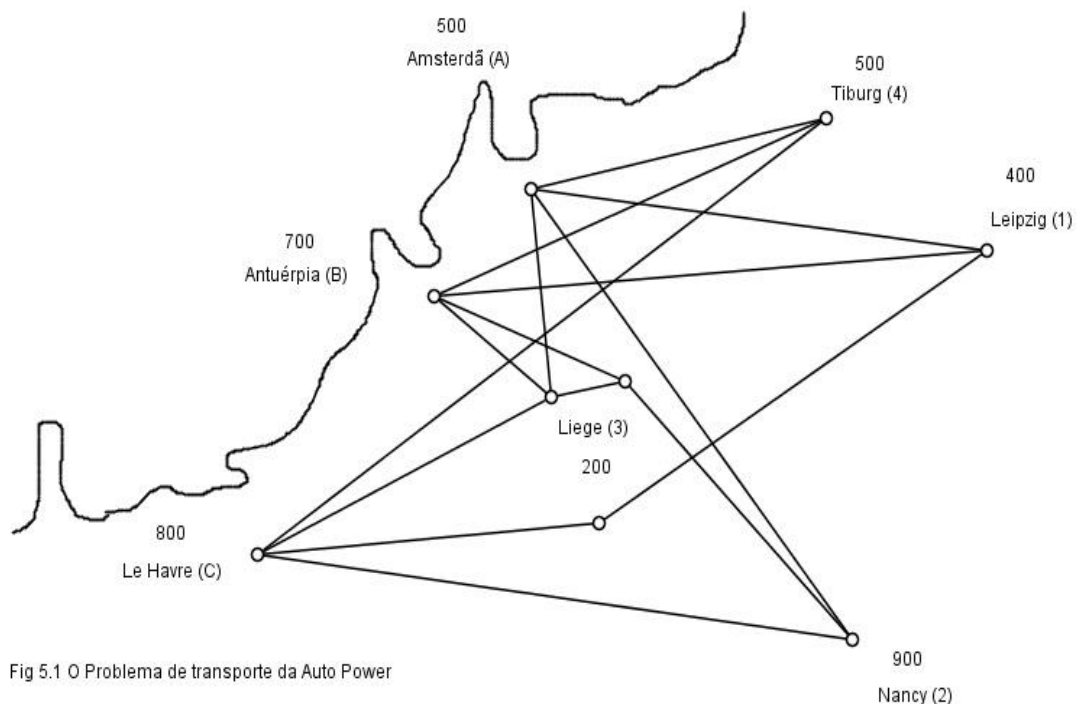 500
Amsterdã (A)
500
Tiburg (4)
400
Leipzig (1)
700
Antuérpia (B)
Liege (3)
200
800
Le Havre (C)
900
Nancy (2)
Fig 5.1 O Problema de transporte da Auto Power